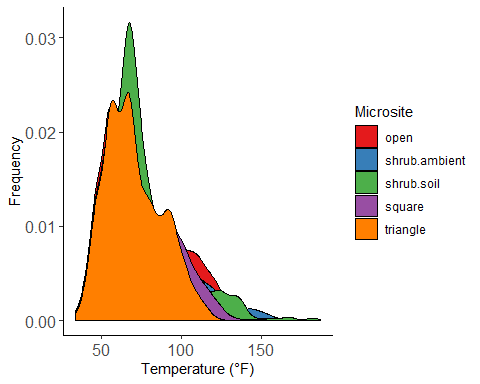 0.03
0.02
0.01
0.00
Frequency
50
100
150
Temperature (°F)
Microsite
open
shrub.ambient
shrub.soil
square
triangle